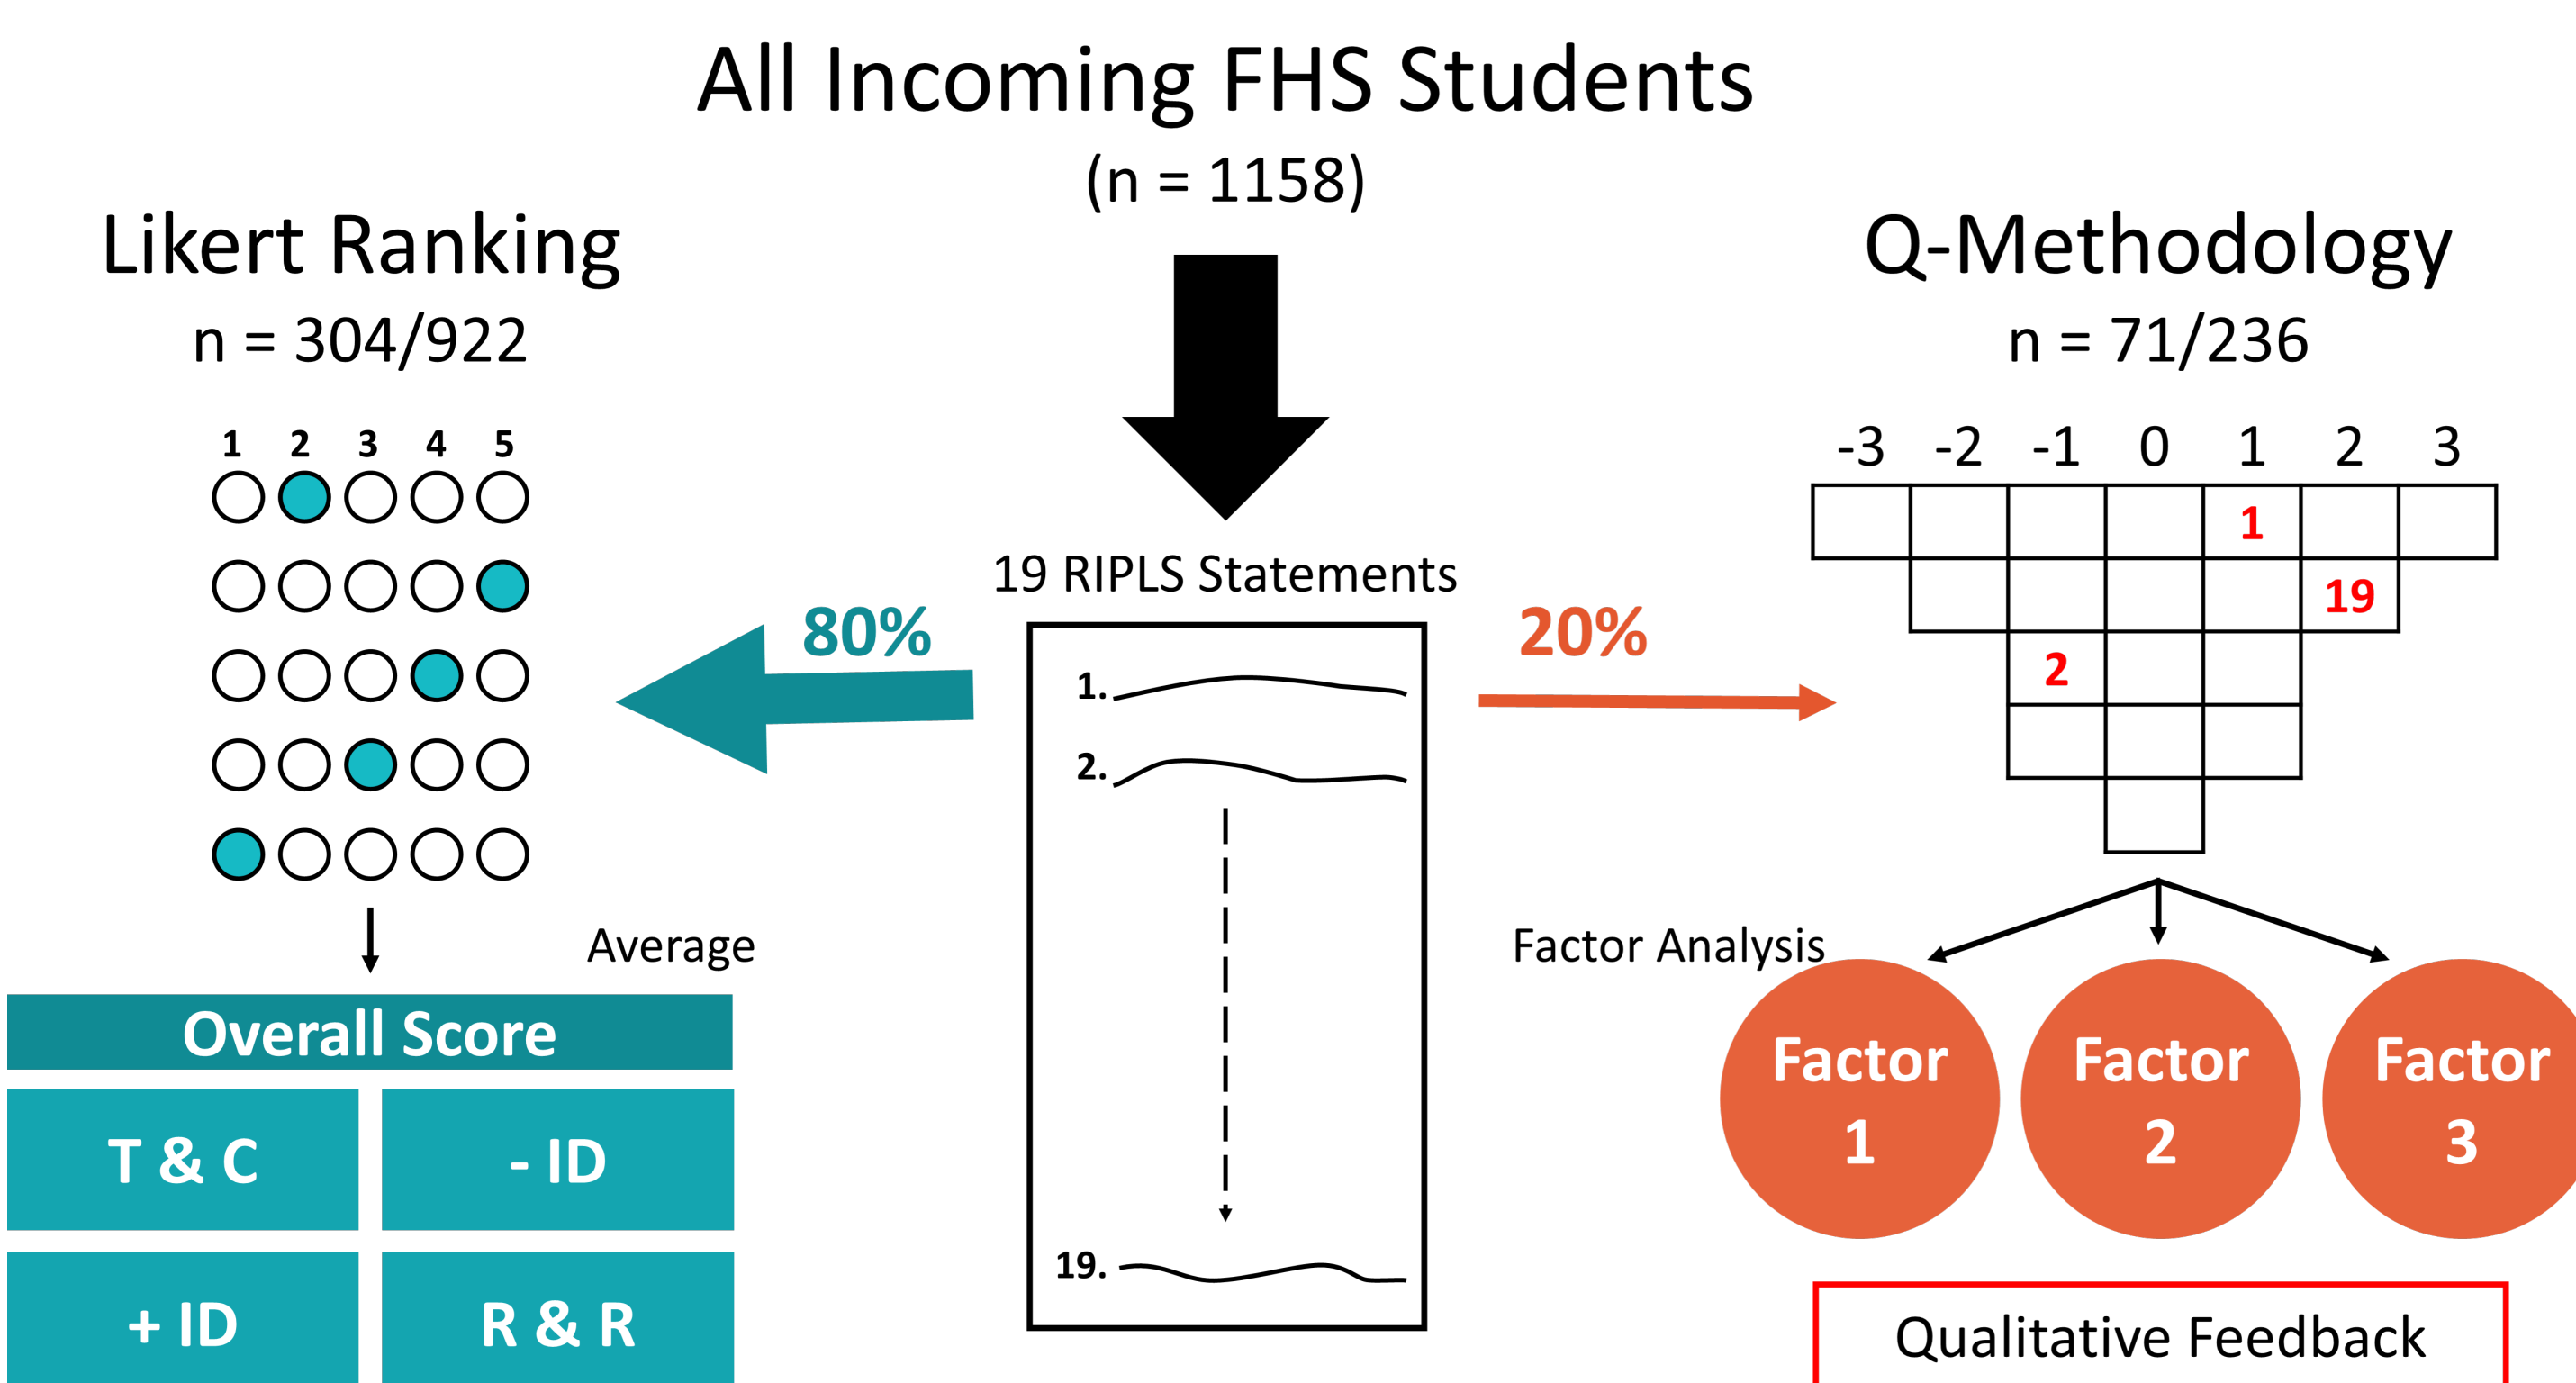 All Incoming FHS Students
(n = 1158)
Likert Ranking
n = 304/922
1 2 3 4 5
Average
Overall Score
T & C
- ID
+ ID
R & R
80%
19 RIPLS Statements
1.
2.
19.
20%
Q-Methodology
n = 71/236
-3 -2 -1 0 1 2 3
1
19
2
Factor Analysis
Factor
1
Factor
2
Factor
3
Qualitative Feedback